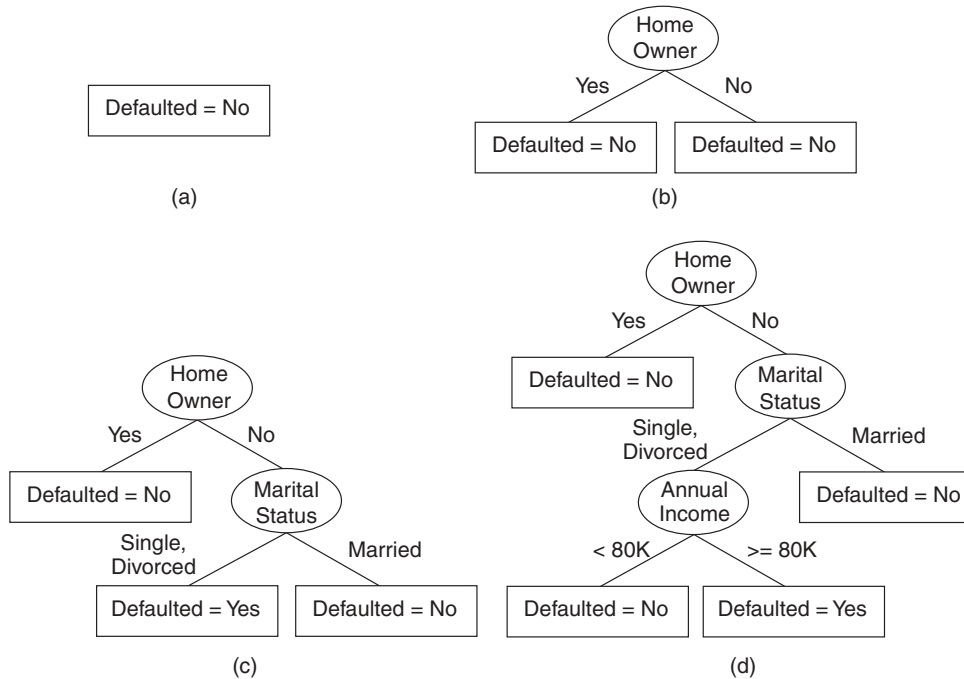 Defaulted = No
(a)
Home
Owner
Yes
No
Defaulted = No
Defaulted = No
(b)
Home
Owner
Yes
No
Defaulted = No
Marital
Status
Single,
Divorced
Married
Defaulted = Yes
Defaulted = No
(c)
Home
Owner
Yes
No
Defaulted = No
Marital
Status
Single,
Divorced
Married
Annual
Income
Defaulted = No
< 80K
>= 80K
Defaulted = No
Defaulted = Yes
(d)